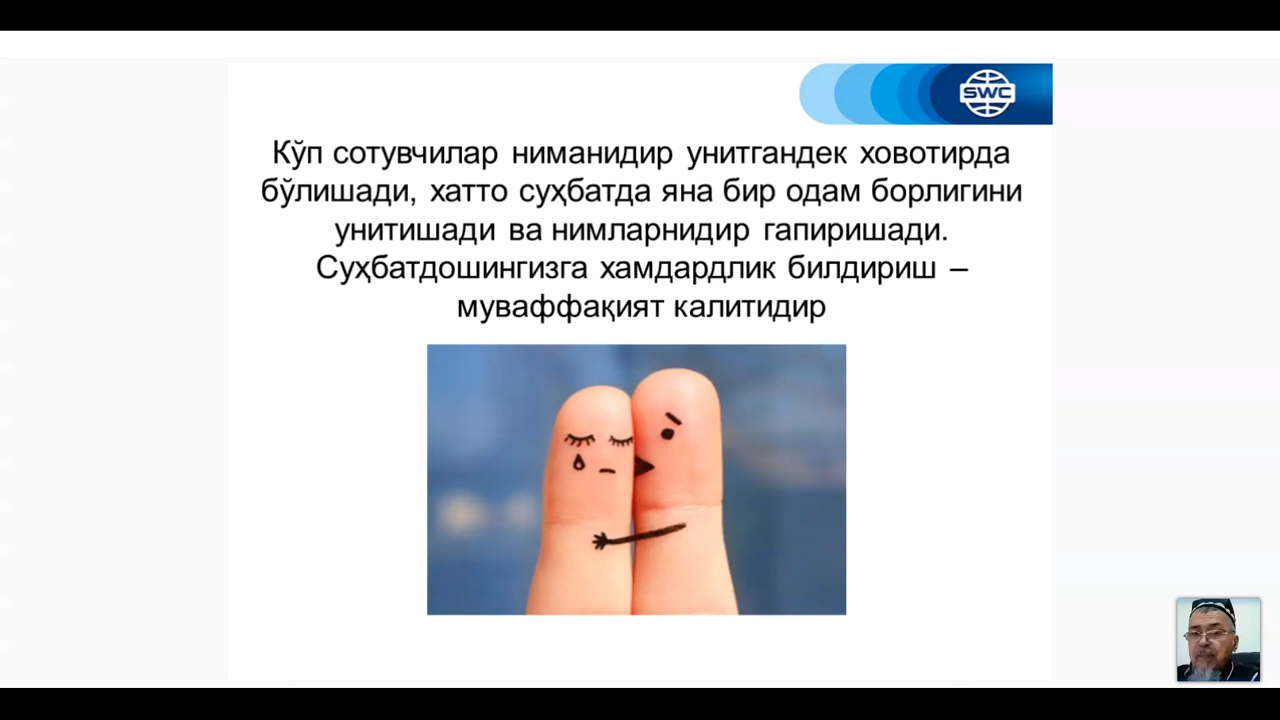 SWC
Кўп сотувчилар ниманидир унитгандек ховотирда
бўлишади, хатто суҳбатда яна бир одам борлигини
унитишади ва нимларнидир гапиришади.
Суҳбатдошингизга хамдардлик билдириш –
муваффақият калитидир